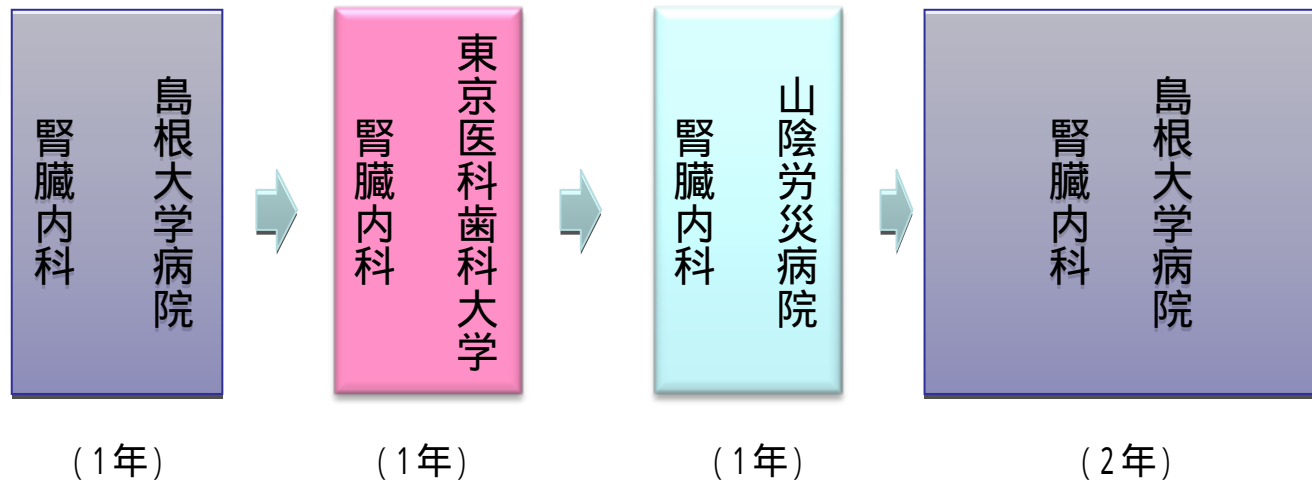 島根大学病院
腎臓内科
東京医科歯科大学
腎臓内科
山陰労災病院
腎臓内科
島根大学病院
腎臓内科
(1年)
(1年)
(1年)
(2年)